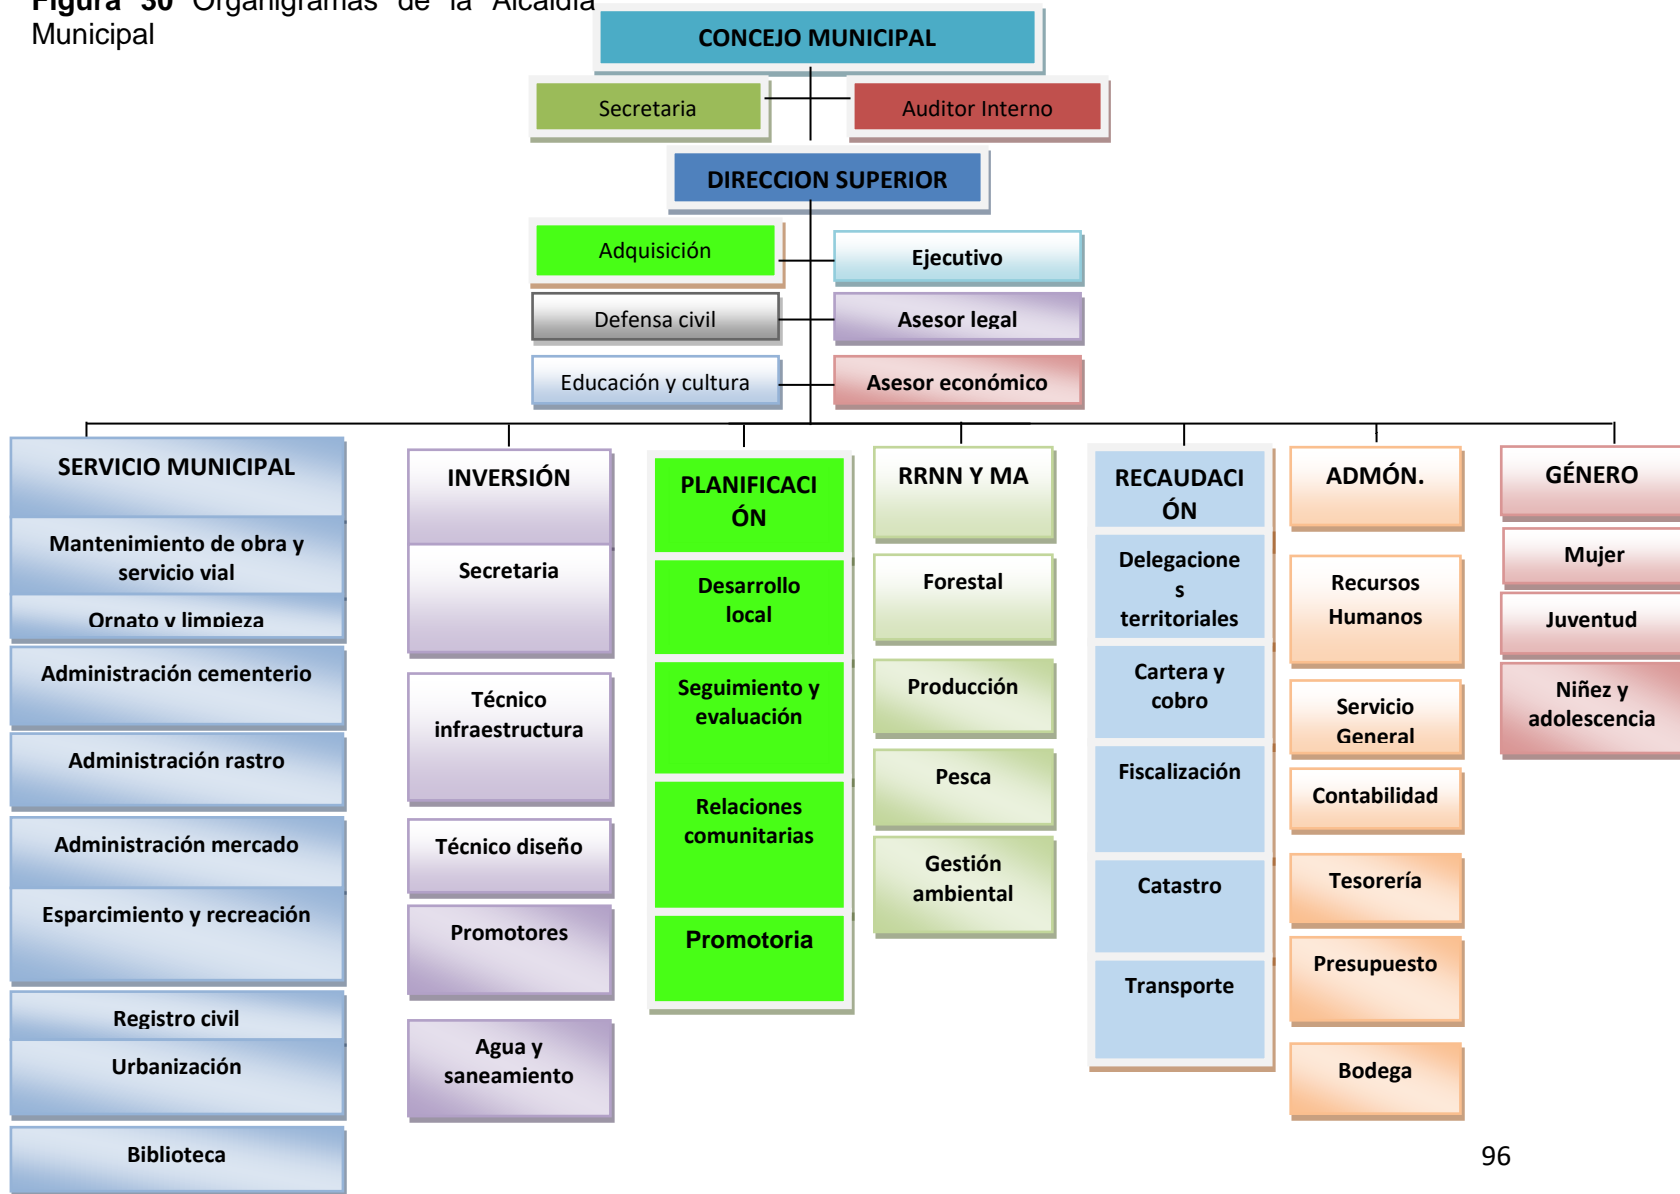 Figura 30 Organigramas de la Alcaldía
Municipal
CONCEJO MUNICIPAL
Secretaria
Auditor Interno
DIRECCION SUPERIOR
Adquisición
Ejecutivo
Defensa civil
Asesor legal
Educación y cultura
Asesor económico
SERVICIO MUNICIPAL
Mantenimiento de obra y
servicio vial
Ornato y limpieza
Administración cementerio
Administración rastro
Administración mercado
Esparcimiento y recreación
Registro civil
Urbanización
Biblioteca
INVERSIÓN
Secretaria
Técnico
infraestructura
Técnico diseño
Promotores
Agua y
saneamiento
PLANIFICACI
ÓN
Desarrollo
local
Seguimiento y
evaluación
Relaciones
comunitarias
Promotoria
RRNN Y MA
Forestal
Producción
Pesca
Gestión
ambiental
RECAUDACI
ÓN
Delegacione
s
territoriales
Cartera y
cobro
Fiscalización
Catastro
Transporte
ADMÓN.
Recursos
Humanos
Servicio
General
Contabilidad
Tesorería
Presupuesto
Bodega
GÉNERO
Mujer
Juventud
Niñez y
adolescencia
96